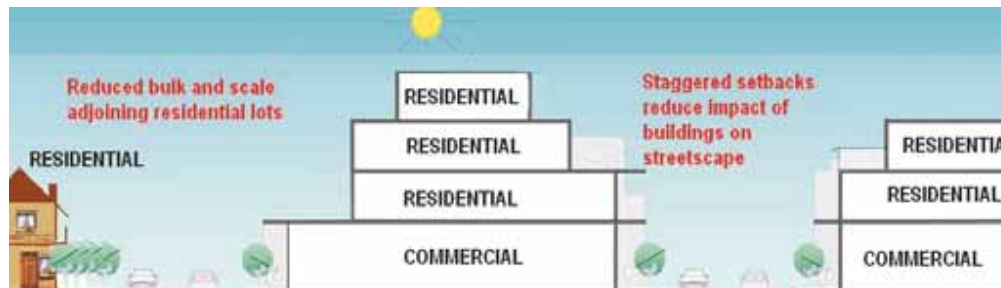 Reduced bulk and scale
adjoining residential lots
RESIDENTIAL
RESIDENTIAL
RESIDENTIAL
RESIDENTIAL
COMMERCIAL
Staggered setbacks
reduce impact of
buildings on
streetscape
RESIDENTIA
RESIDENTIAL
COMMERCIAL